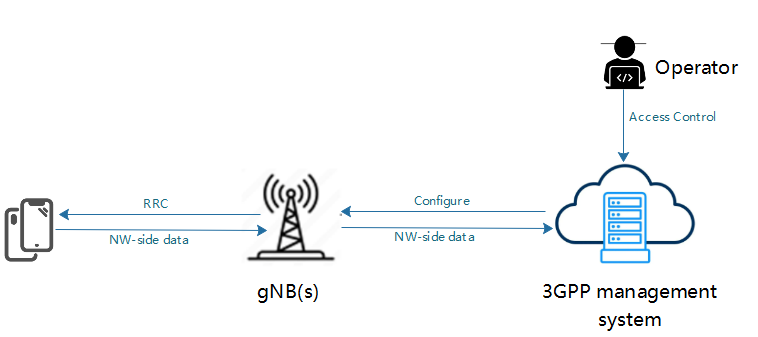 Operator
Access Control
RRC
Configure
NW-side data
NW-side data
gNB(s)
3GPP management
system